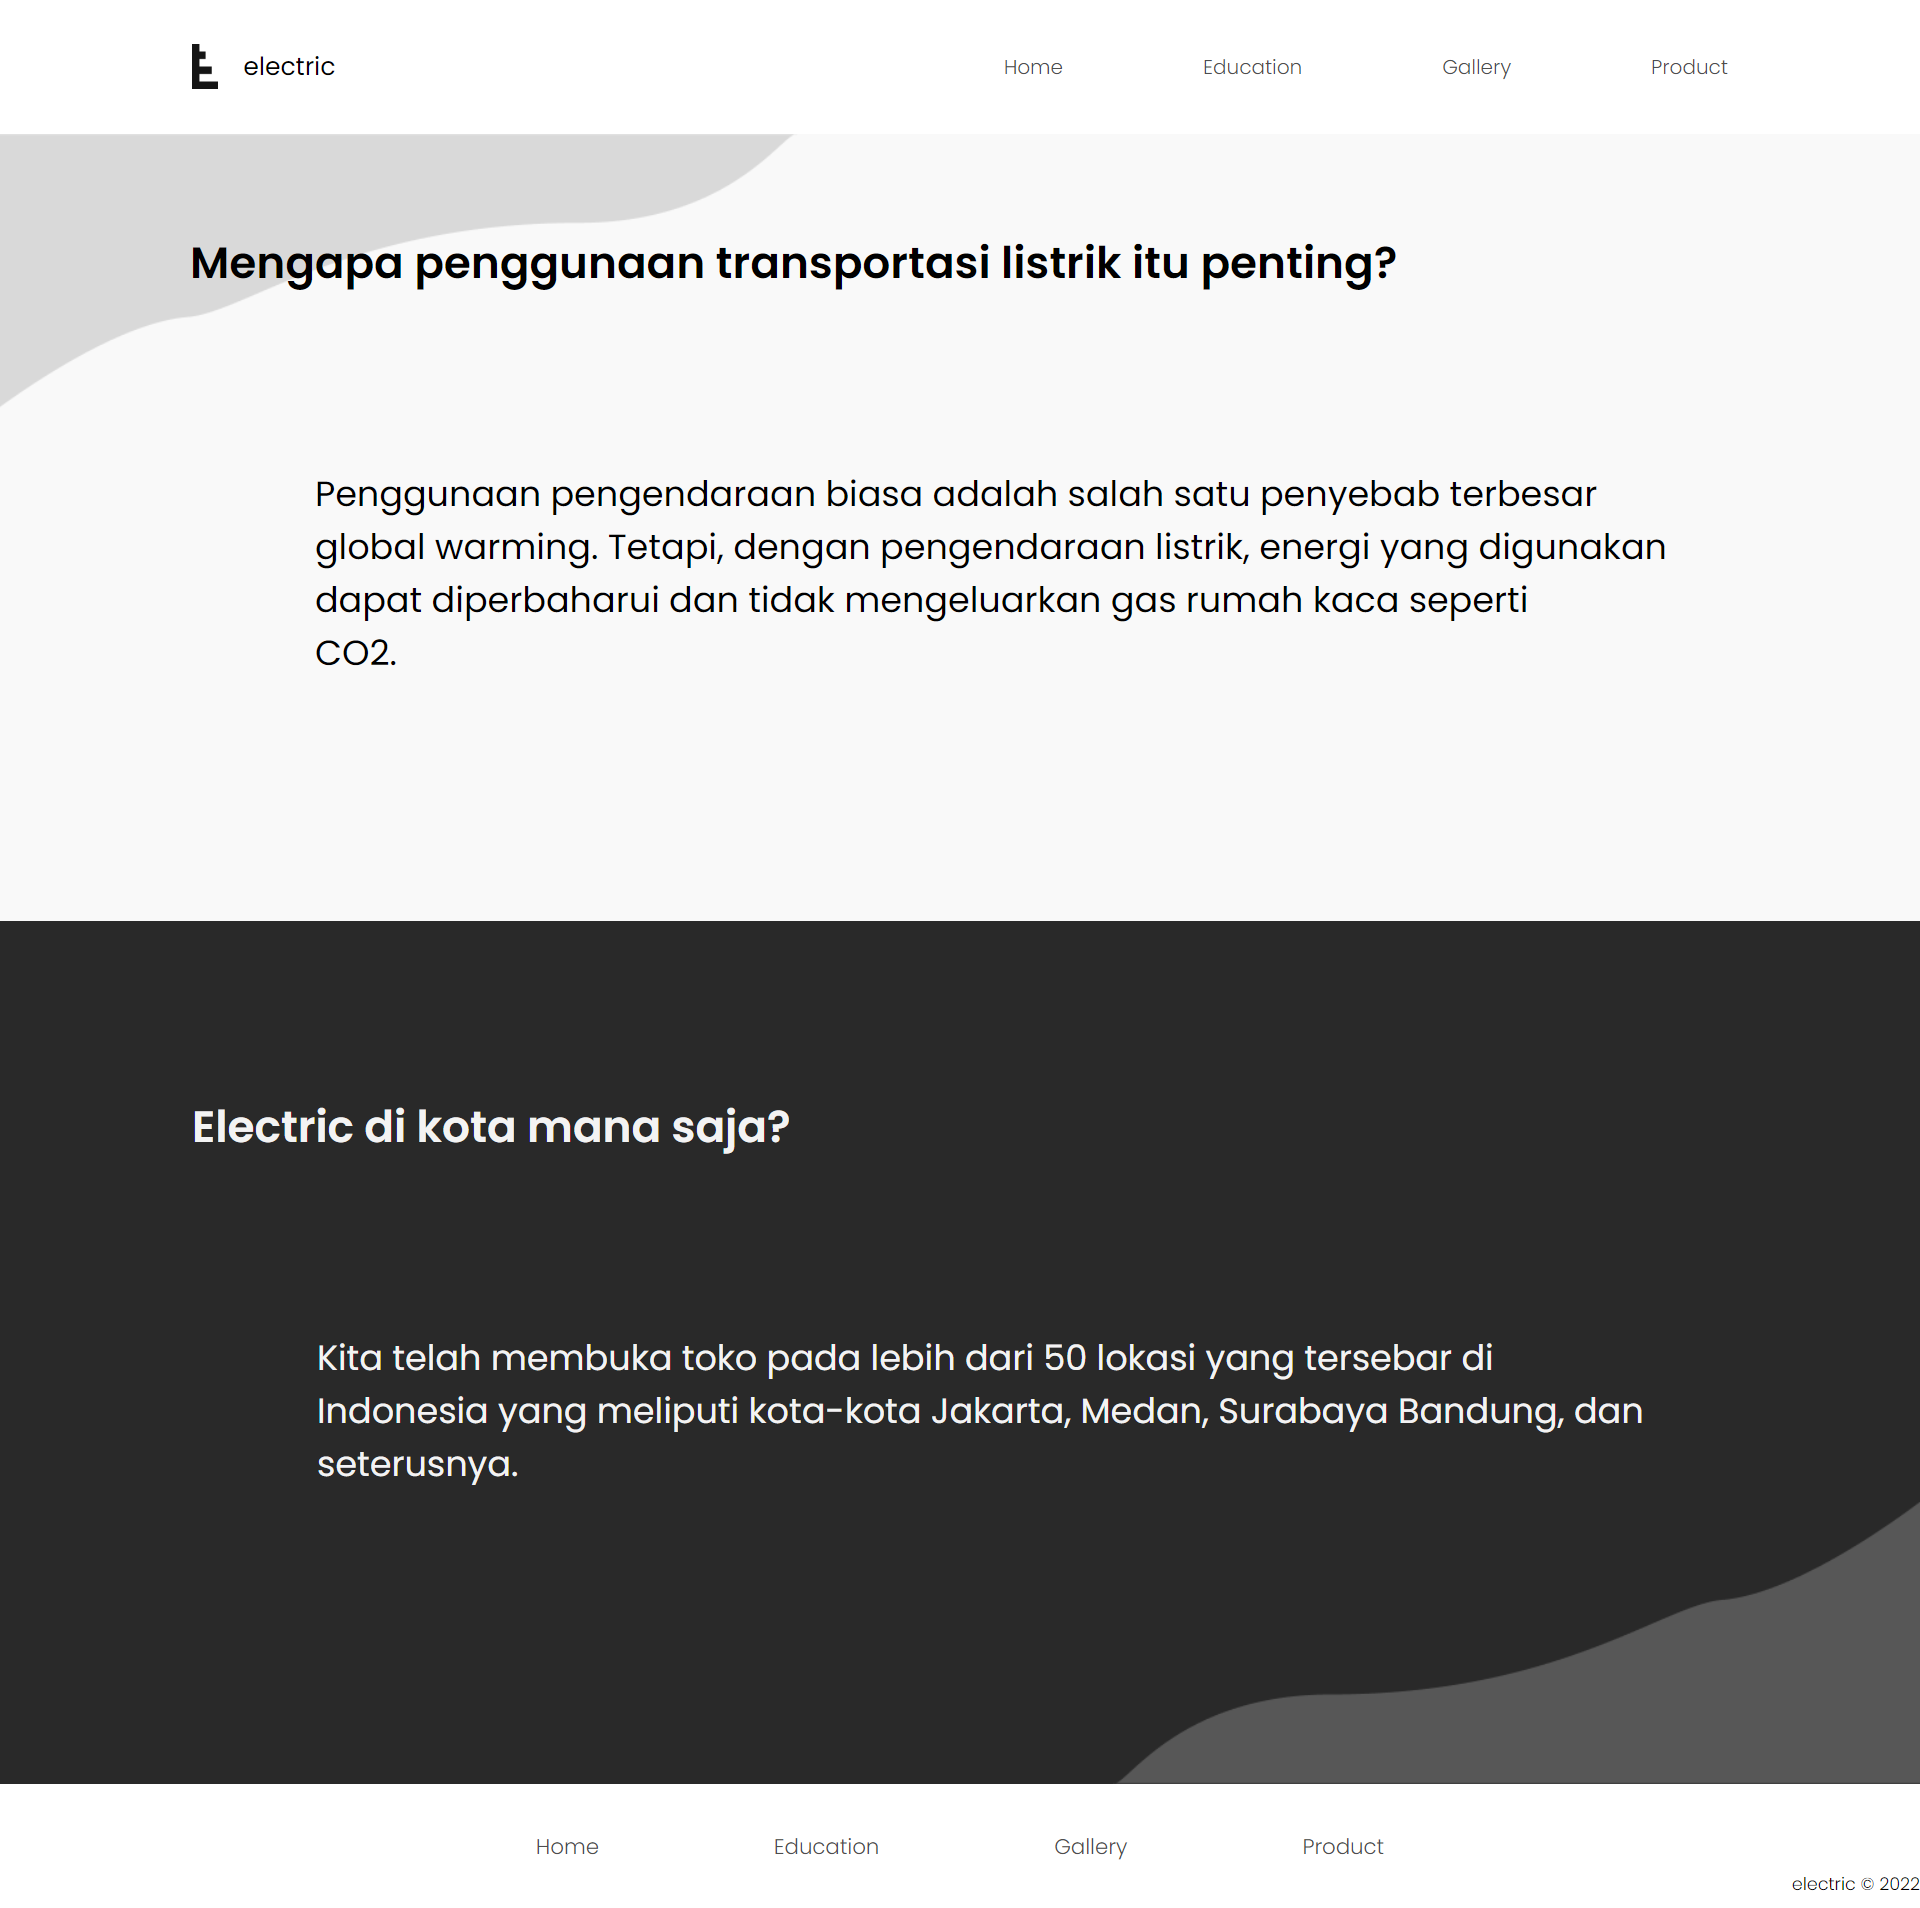 electric
Home Education Gallery Product
Mengapa penggunaan transportasi listrik itu penting?
Penggunaan pengendaraan biasa adalah salah satu penyebab terbesar
global warming. Tetapi, dengan pengendaraan listrik, energi yang digunakan
dapat diperbaharui dan tidak mengeluarkan gas rumah kaca seperti
CO2.
Electric di kota mana saja?
Kita telah membuka toko pada lebih dari 50 lokasi yang tersebar di
Indonesia yang meliputi kota-kota Jakarta, Medan, Surabaya Bandung, dan
seterusnya.
Home Education Gallery Product
electric © 2022